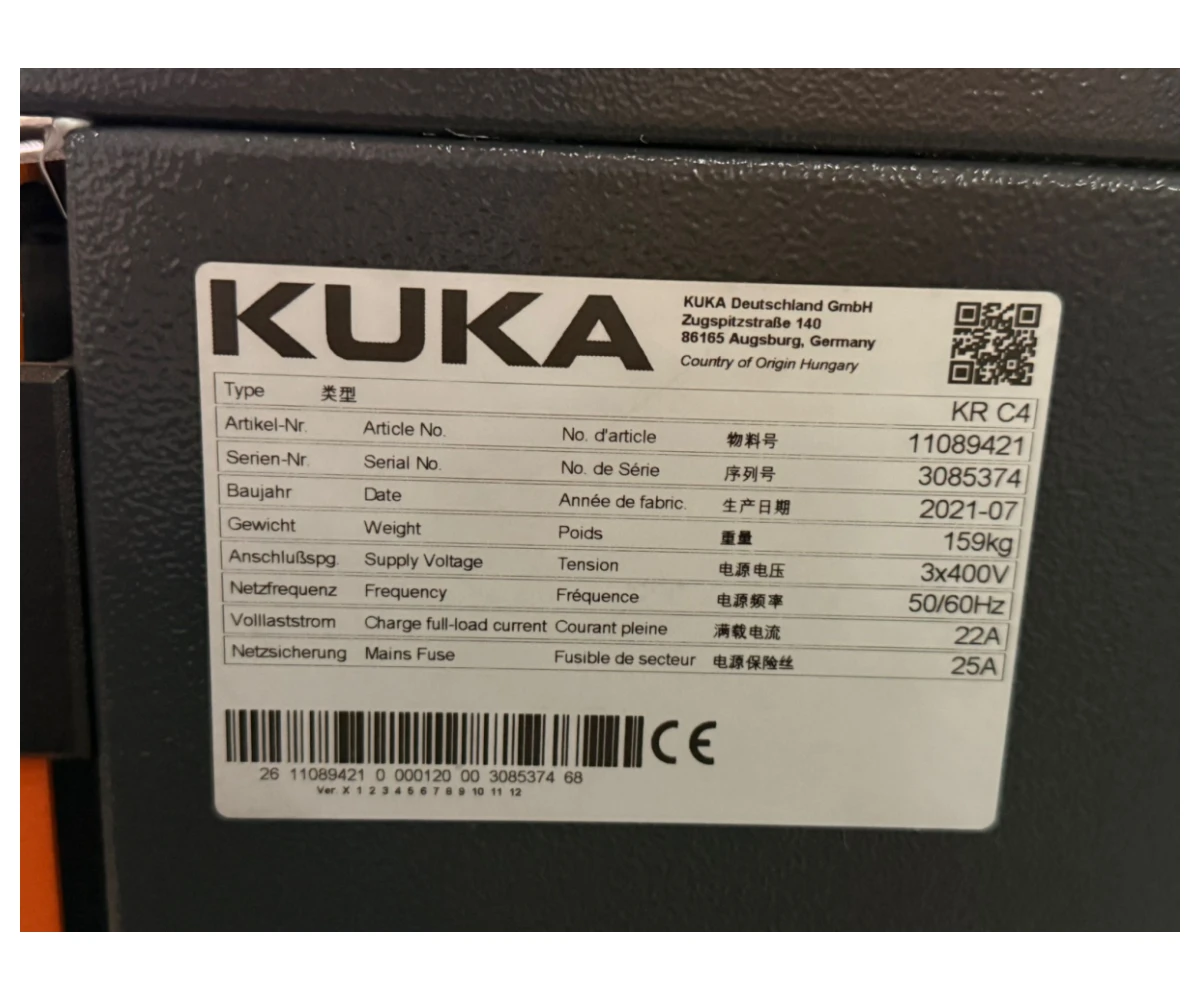 KUKA
KUKA Deutschland GmbH
Zugspitzstraße 140
86165 Augsburg, Germany
Country of Origin Hungary
Type 类型 KR C4
Artikel-Nr. Article No. No. d'article 物料号 11089421
Serien-Nr. Serial No. No. de Série 序列号 3085374
Baujahr Date Année de fabric. 生产日期 2021-07
Gewicht Weight Poids 重量 159kg
Anschlußspg. Supply Voltage Tension 电源电压 3x400V
Netzfrequenz Frequency Fréquence 电源频率 50/60Hz
Volllaststrom Charge full-load current Courant pleine 满载电流 22A
Netzsicherung Mains Fuse Fusible de secteur 电源保险丝 25A
CE
26 11089421 0 000120 00 3085374 68
Ver. X 1 2 3 4 5 6 7 8 9 10 11 12